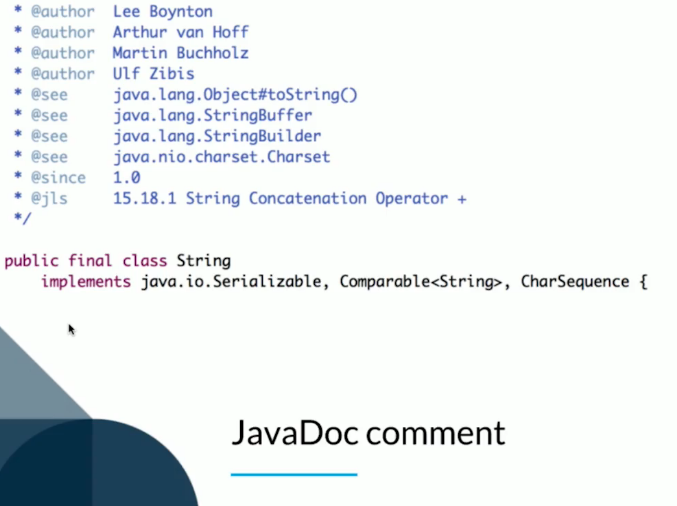 * @author  Lee Boynton
* @author  Arthur van Hoff
* @author  Martin Buchholz
* @author  Ulf Zibis
* @see     java.lang.Object#toString()
* @see     java.lang.StringBuffer
* @see     java.lang.StringBuilder
* @see     java.nio.charset.Charset
* @since   1.0
* @jls     15.18.1 String Concatenation Operator +
*/
public final class String
    implements java.io.Serializable, Comparable<String>, CharSequence {
JavaDoc comment